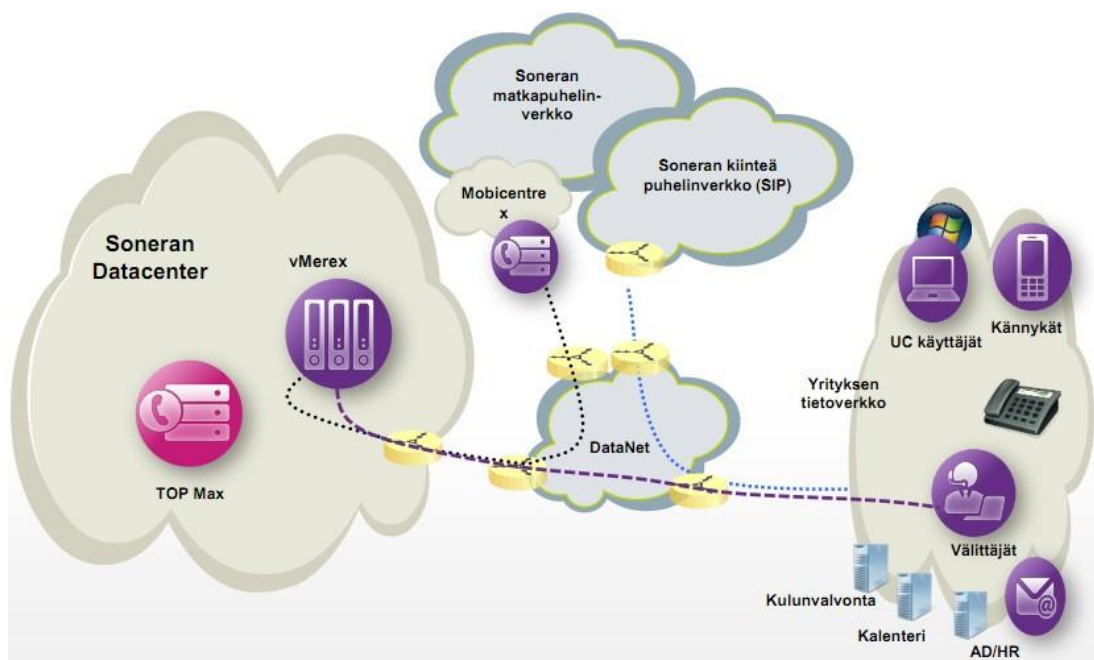 Soneran
matkapuhelin-
verkko
Soneran kiinteä
puhelinverkko (SIP)
Mobicentre
x
Soneran
Datacenter
vMerex
TOP Max
DataNet
UC käyttäjät
Kännykät
Yrityksen
tietoverkko
Välittäjät
Kulunvalvonta
Kalenteri
AD/HR
@